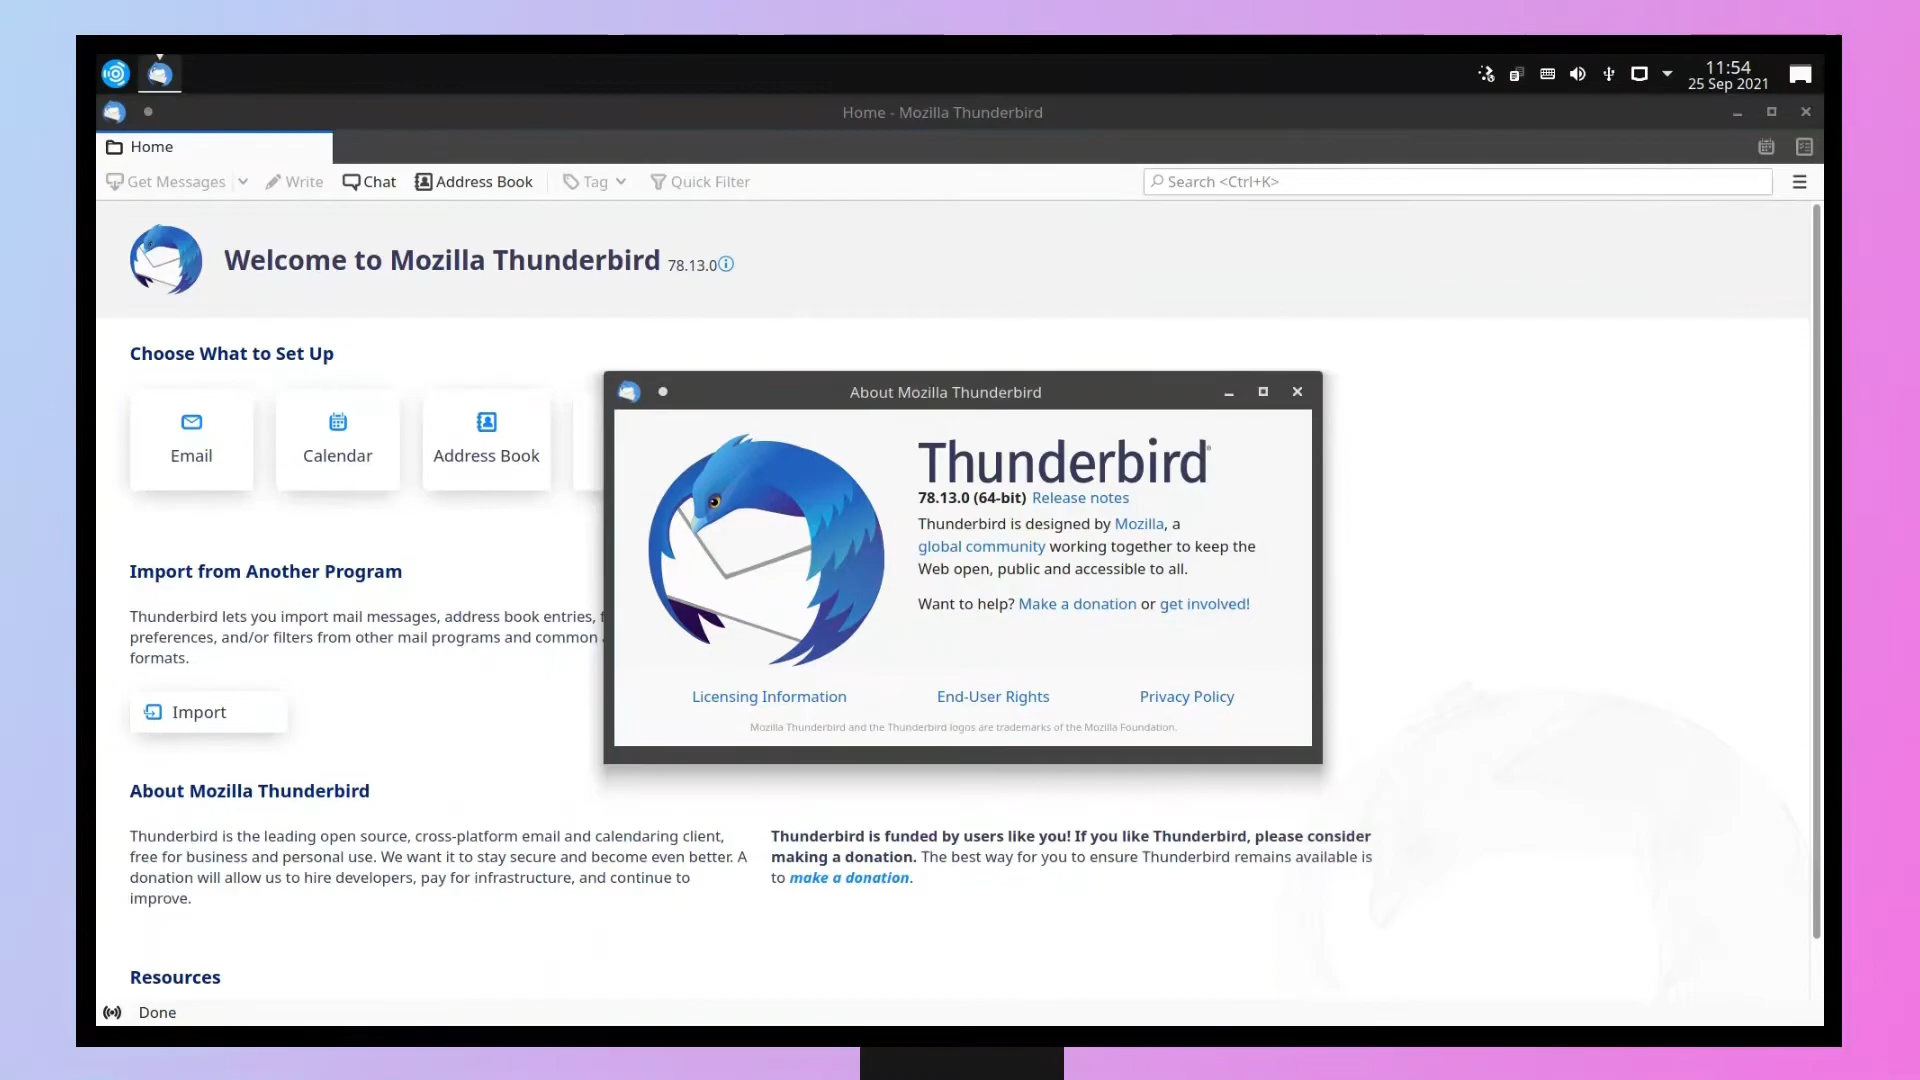 11:54
25 Sep 2021
Home - Mozilla Thunderbird
Home
Get Messages Write Chat Address Book Tag Quick Filter Search <Ctrl+K>
Welcome to Mozilla Thunderbird 78.13.0
Choose What to Set Up
Email Calendar Address Book
Import from Another Program
Thunderbird lets you import mail messages, address book entries,
preferences, and/or filters from other mail programs and common
formats.
Import
About Mozilla Thunderbird
Thunderbird is the leading open source, cross-platform email and calendaring client,
free for business and personal use. We want it to stay secure and become even better. A
donation will allow us to hire developers, pay for infrastructure, and continue to
improve.
Thunderbird is funded by users like you! If you like Thunderbird, please consider
making a donation. The best way for you to ensure Thunderbird remains available is
to make a donation.
Resources
Done
About Mozilla Thunderbird
Thunderbird
78.13.0 (64-bit) Release notes
Thunderbird is designed by Mozilla, a
global community working together to keep the
Web open, public and accessible to all.
Want to help? Make a donation or get involved!
Licensing Information End-User Rights Privacy Policy
Mozilla Thunderbird and the Thunderbird logos are trademarks of the Mozilla Foundation.